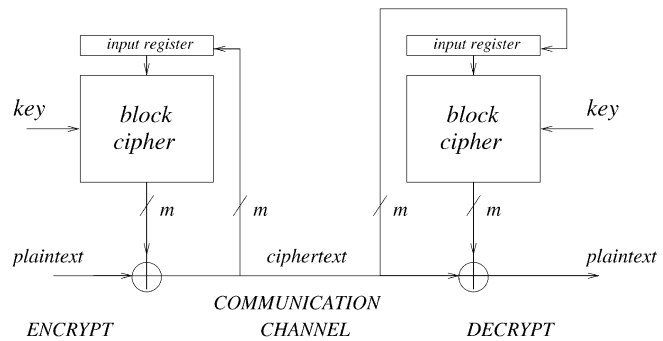 input register
input register
key
block
cipher
block
cipher
key
m
m
m
m
plaintext
ciphertext
plaintext
COMMUNICATION
CHANNEL
ENCRYPT
DECRYPT